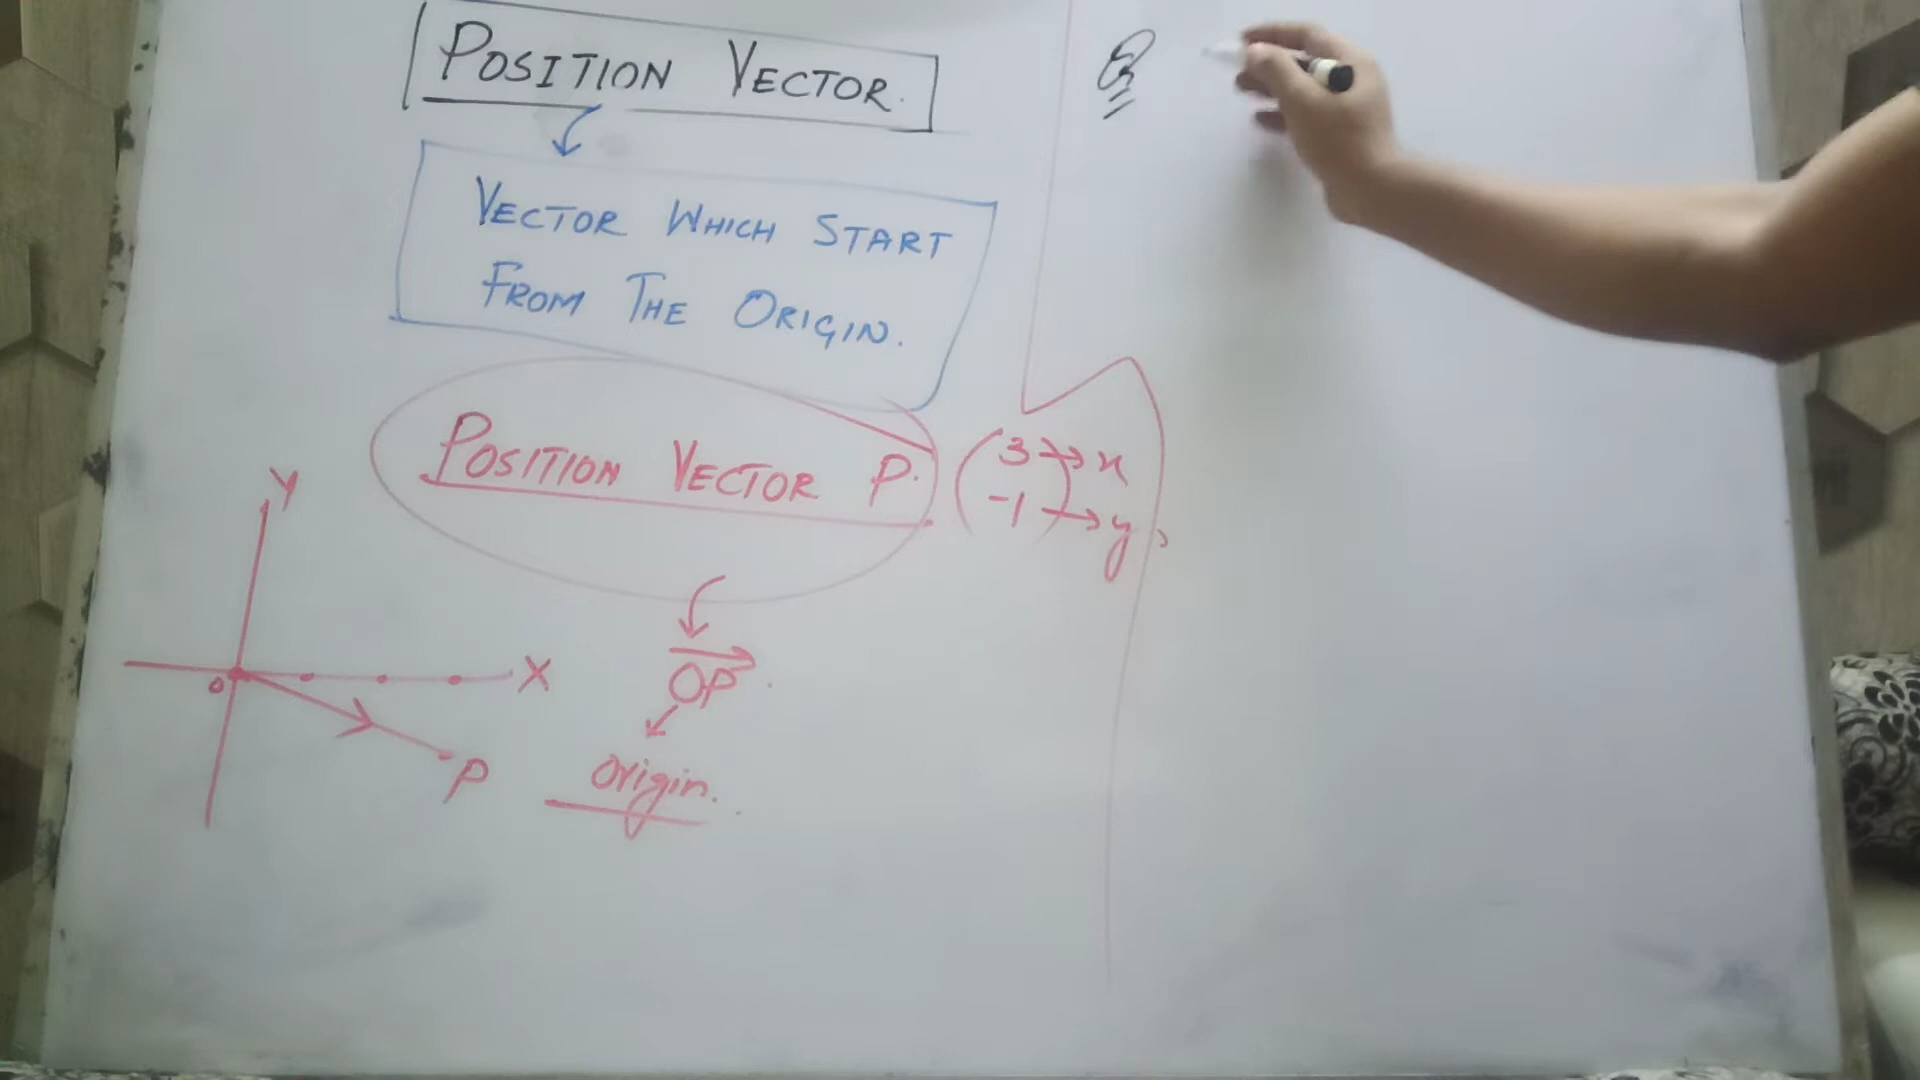 POSITION VECTOR.
VECTOR WHICH START
FROM THE ORIGIN.
POSITION VECTOR P.
(3 → x
-1) → y,
Y
X
O
P
OP
origin.
Q